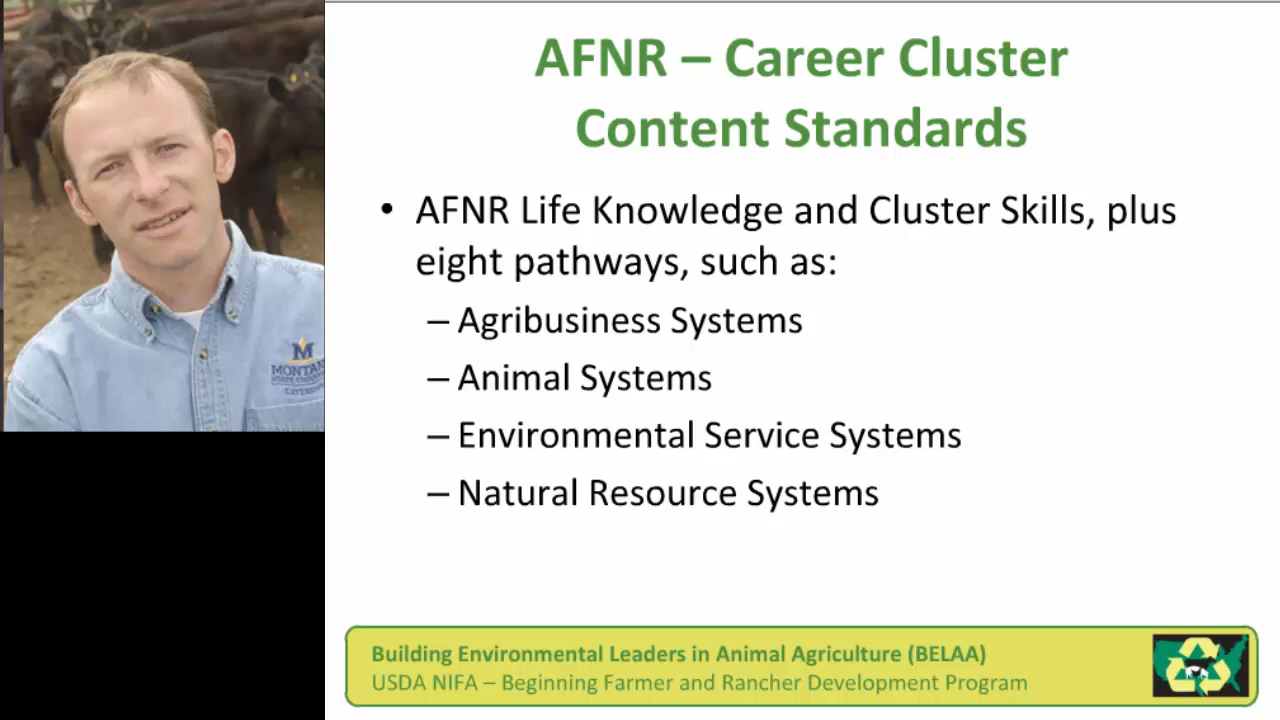 AFNR – Career Cluster
Content Standards
• AFNR Life Knowledge and Cluster Skills, plus
eight pathways, such as:
– Agribusiness Systems
– Animal Systems
– Environmental Service Systems
– Natural Resource Systems
Building Environmental Leaders in Animal Agriculture (BELAA)
USDA NIFA – Beginning Farmer and Rancher Development Program
M
MONTAN